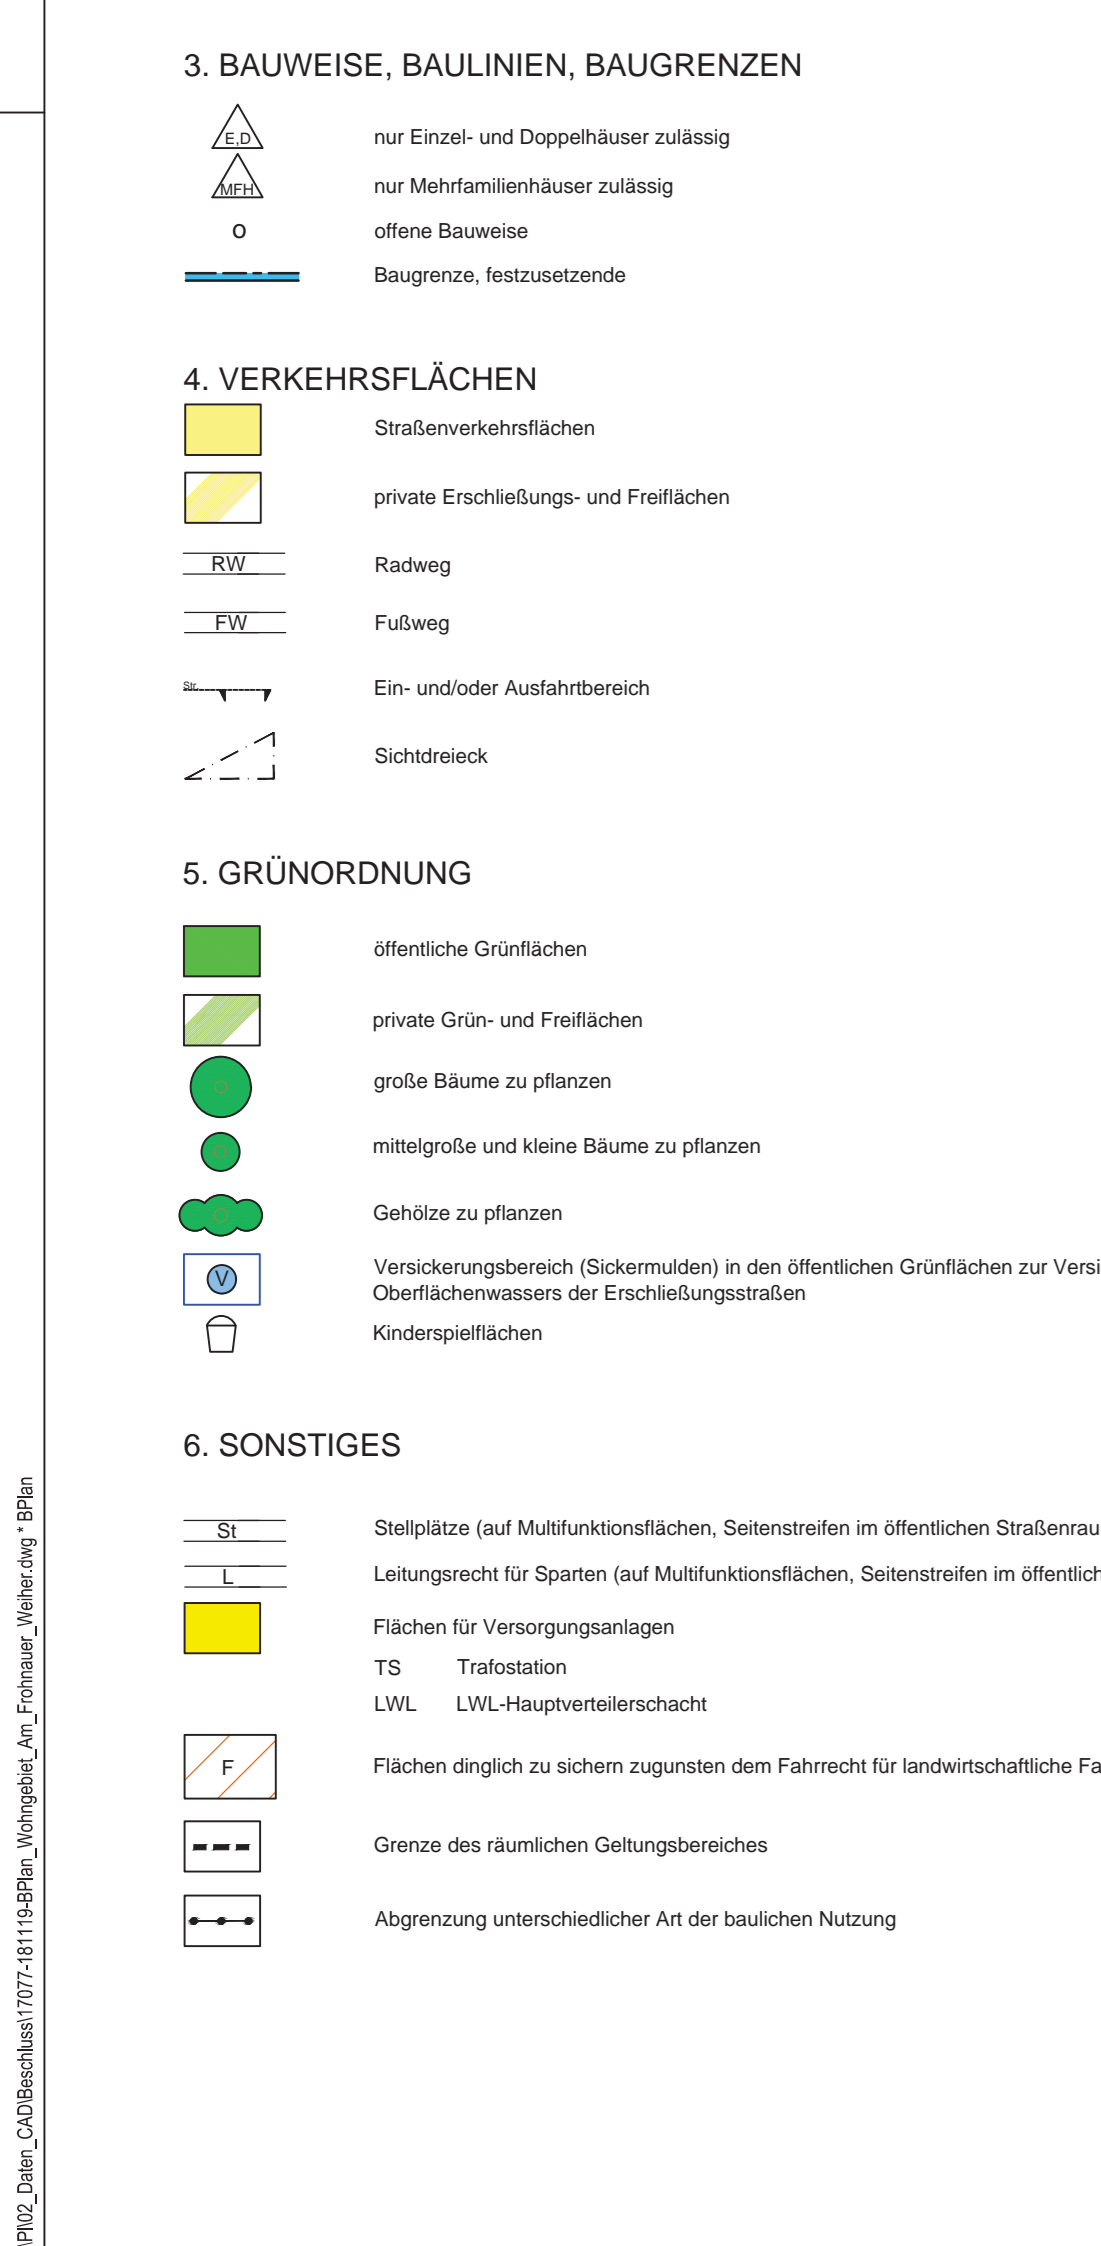 3. BAUWEISE, BAULINIEN, BAUGRENZEN
E,D nur Einzel- und Doppelhäuser zulässig
MFH nur Mehrfamilienhäuser zulässig
o offene Bauweise
Baugrenze, festzusetzende
4. VERKEHRSFLÄCHEN
Straßenverkehrsflächen
private Erschließungs- und Freiflächen
RW Radweg
FW Fußweg
Str. Ein- und/oder Ausfahrtbereich
Sichtdreieck
5. GRÜNORDNUNG
öffentliche Grünflächen
private Grün- und Freiflächen
große Bäume zu pflanzen
mittelgroße und kleine Bäume zu pflanzen
Gehölze zu pflanzen
V Versickerungsbereich (Sickermulden) in den öffentlichen Grünflächen zur Versi
Oberflächenwassers der Erschließungsstraßen
Kinderspielflächen
6. SONSTIGES
St Stellplätze (auf Multifunktionsflächen, Seitenstreifen im öffentlichen Straßenrau
L Leitungsrecht für Sparten (auf Multifunktionsflächen, Seitenstreifen im öffentlich
Flächen für Versorgungsanlagen
TS Trafostation
LWL LWL-Hauptverteilerschacht
F Flächen dinglich zu sichern zugunsten dem Fahrrecht für landwirtschaftliche Fa
Grenze des räumlichen Geltungsbereiches
Abgrenzung unterschiedlicher Art der baulichen Nutzung
\PI\02_Daten_CAD\Beschluss\17077-181119-BPlan_Wohngebiet_Am_Frohnauer_Weiher.dwg * BPlan